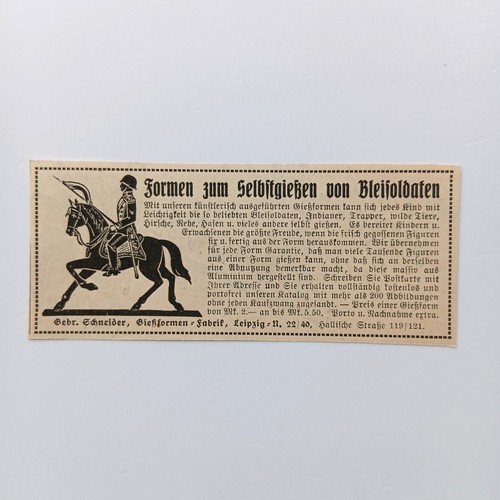 Formen zum Selbstgießen von Bleisoldaten
Mit unseren künstlerisch ausgeführten Gießformen kann sich jedes Kind mit
Leichtigkeit die so beliebten Bleisoldaten, Indianer, Trapper, wilde Tiere,
Hirsche, Rehe, Hasen u. vieles andere selbst gießen. Es bereitet Kindern u.
Erwachsenen die größte Freude, wenn die frisch gegossenen Figuren
fix u. fertig aus der Form herauskommen. Wir übernehmen
für jede Form Garantie, daß man viele Tausende Figuren
aus einer Form gießen kann, ohne daß sich an derselben
eine Abnutzung bemerkbar macht, da diese massiv aus
Aluminium hergestellt sind. Schreiben Sie Postkarte mit
Ihrer Adresse und Sie erhalten vollständig kostenlos und
portofrei unseren Katalog mit mehr als 200 Abbildungen
ohne jeden Kaufzwang zugesandt. — Preis einer Gießform
von Mk. 2.— an bis Mk. 5,50. Porto u. Nachnahme extra.
Gebr. Schneider, Gießformen-Fabrik, Leipzig-N. 22/40, Hallische Straße 119/121.